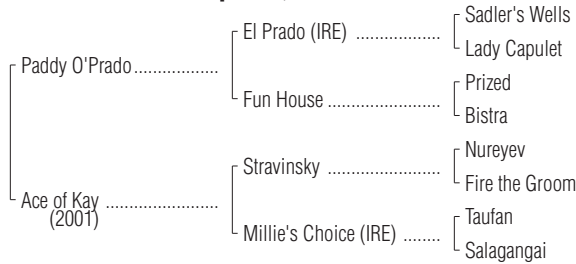 Sadler's Wells
El Prado (IRE) ..................
Lady Capulet
Paddy O'Prado..................
Prized
Fun House ........................
Bistra
Nureyev
Stravinsky ........................
Fire the Groom
Ace of Kay ........................
(2001)
Taufan
Millie's Choice (IRE) ........
Salagangai